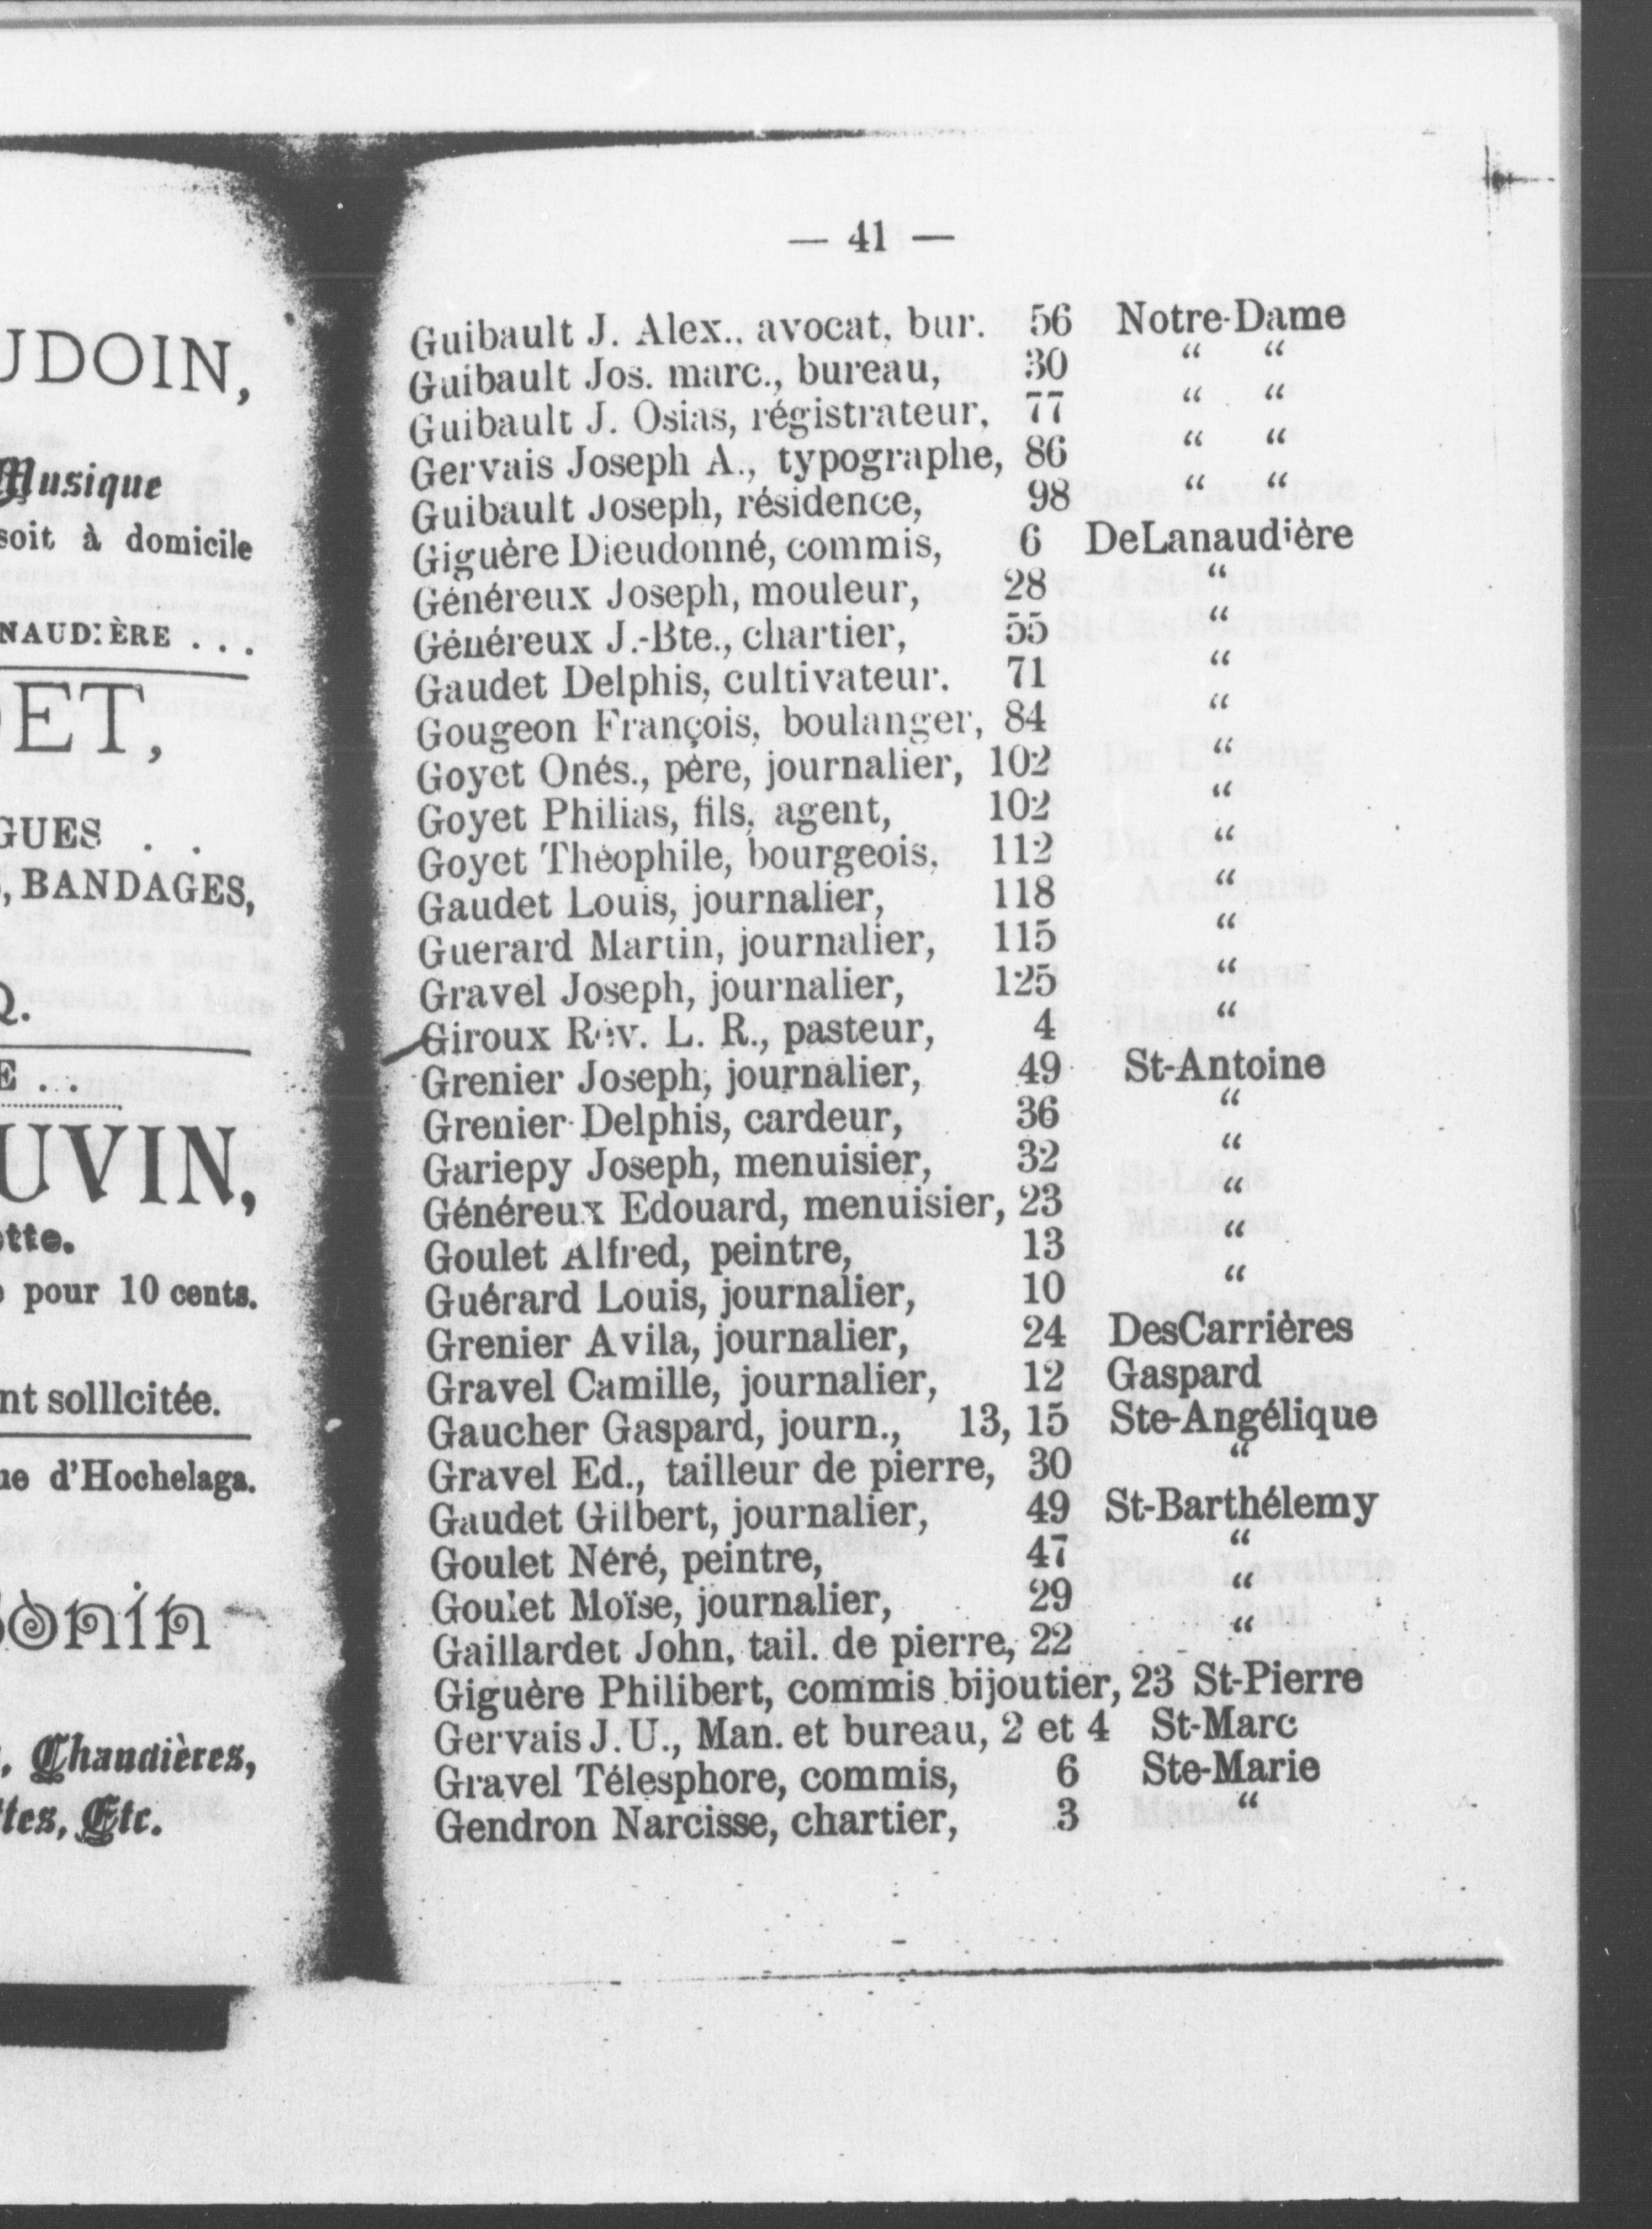 UDOIN,
Musique
soit à domicile
NAUDIÈRE . . .
ET,
GUES . .
, BANDAGES,
Q.
E . . .
UVIN,
otte.
pour 10 cents.
nt solllcitée.
ue d'Hochelaga.
sonin
, Chaudières,
tes, Etc.
— 41 —
Guibault J. Alex., avocat, bur. 56 Notre-Dame
Guibault Jos. marc., bureau, 30 “ “
Guibault J. Osias, régistrateur, 77 “ “
Gervais Joseph A., typographe, 86 “ “
Guibault Joseph, résidence, 98 “ “
Giguère Dieudonné, commis, 6 DeLanaudière
Généreux Joseph, mouleur, 28 “
Généreux J.-Bte., chartier, 55 “
Gaudet Delphis, cultivateur. 71 “
Gougeon François, boulanger, 84 “
Goyet Onés., père, journalier, 102 “
Goyet Philias, fils, agent, 102 “
Goyet Théophile, bourgeois, 112 “
Gaudet Louis, journalier, 118 “
Guerard Martin, journalier, 115 “
Gravel Joseph, journalier, 125 “
Giroux Rév. L. R., pasteur, 4 “
Grenier Joseph, journalier, 49 St-Antoine
Grenier Delphis, cardeur, 36 “
Gariepy Joseph, menuisier, 32 “
Généreux Edouard, menuisier, 23 “
Goulet Alfred, peintre, 13 “
Guérard Louis, journalier, 10 “
Grenier Avila, journalier, 24 DesCarrières
Gravel Camille, journalier, 12 Gaspard
Gaucher Gaspard, journ., 13, 15 Ste-Angélique
Gravel Ed., tailleur de pierre, 30 “
Gaudet Gilbert, journalier, 49 St-Barthélemy
Goulet Néré, peintre, 47 “
Goulet Moïse, journalier, 29 “
Gaillardet John, tail. de pierre, 22 “
Giguère Philibert, commis bijoutier, 23 St-Pierre
Gervais J. U., Man. et bureau, 2 et 4 St-Marc
Gravel Télesphore, commis, 6 Ste-Marie
Gendron Narcisse, chartier, 3 “